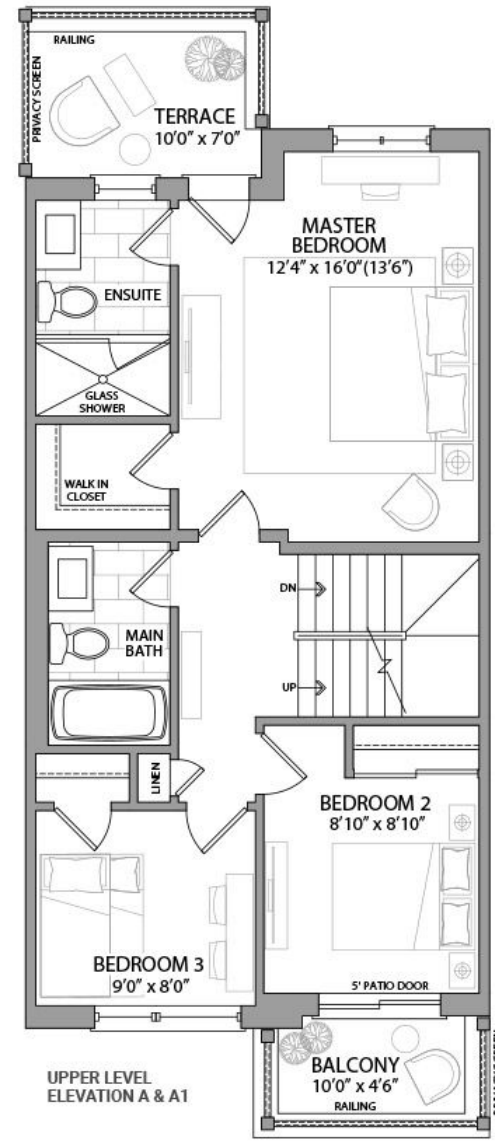 RAILING
PRIVACY SCREEN
TERRACE
10'0" x 7'0"
MASTER
BEDROOM
12'4" x 16'0"(13'6")
ENSUITE
GLASS
SHOWER
WALK IN
CLOSET
DN
MAIN
BATH
UP
LINEN
BEDROOM 2
8'10" x 8'10"
BEDROOM 3
9'0" x 8'0"
5' PATIO DOOR
BALCONY
10'0" x 4'6"
RAILING
UPPER LEVEL
ELEVATION A & A1